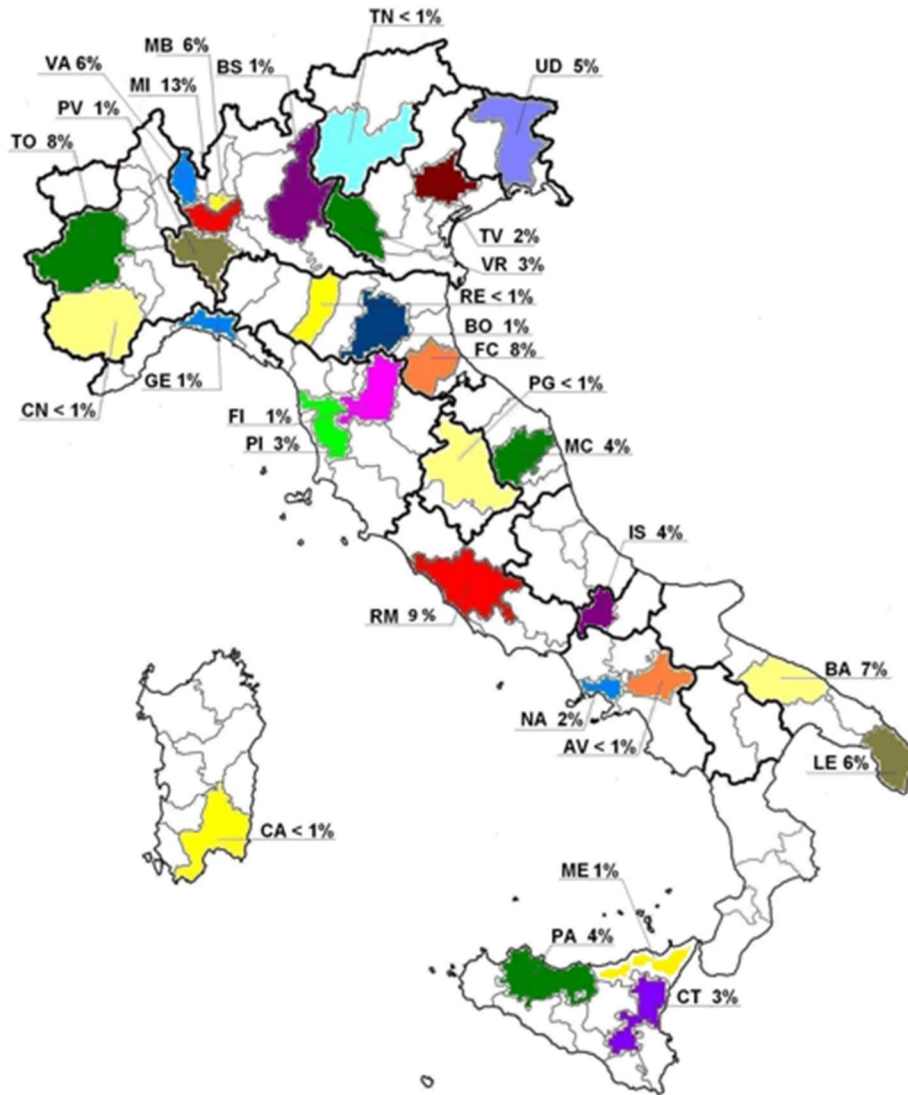 TN < 1%
MB 6%
VA 6%
BS 1%
UD 5%
MI 13%
PV 1%
TO 8%
TV 2%
VR 3%
RE < 1%
BO 1%
FC 8%
GE 1%
PG < 1%
CN < 1%
FI 1%
PI 3%
MC 4%
IS 4%
RM 9%
BA 7%
NA 2%
AV < 1%
LE 6%
CA < 1%
ME 1%
PA 4%
CT 3%